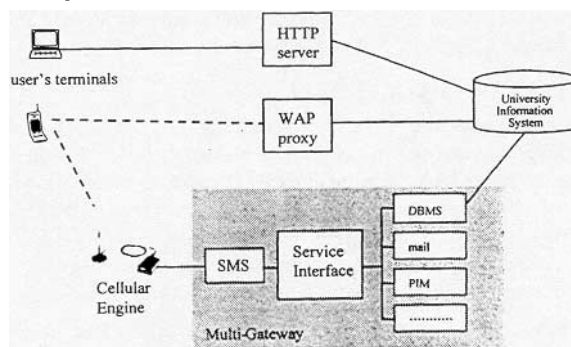 HTTP
server
user's terminals
University
Information
System
WAP
proxy
DBMS
SMS
Service
Interface
mail
PIM
...........
Cellular
Engine
Multi-Gateway